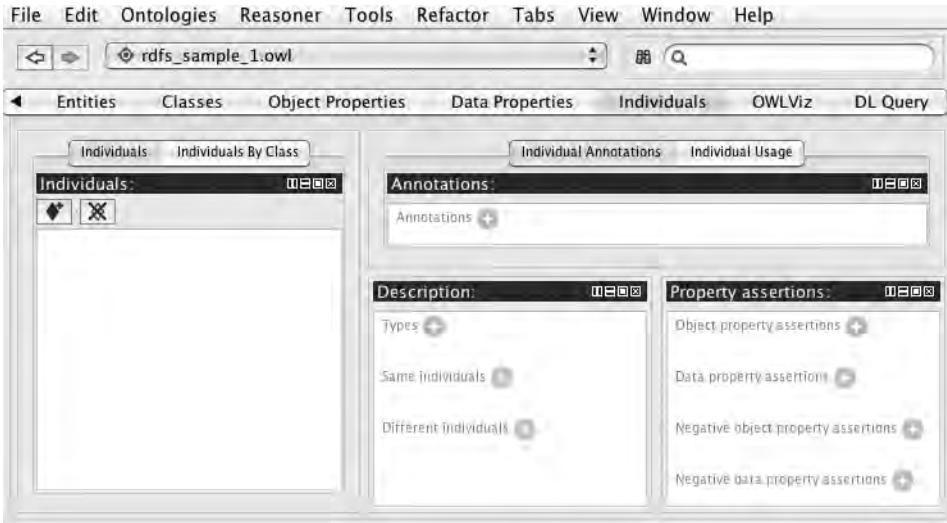 File Edit Ontologies Reasoner Tools Refactor Tabs View Window Help
rdfs_sample_1.owl
Entities Classes Object Properties Data Properties Individuals OWLViz DL Query
Individuals Individuals By Class
Individual Annotations Individual Usage
Individuals:
Annotations:
Annotations
Description:
Types
Same individuals
Different individuals
Property assertions:
Object property assertions
Data property assertions
Negative object property assertions
Negative data property assertions